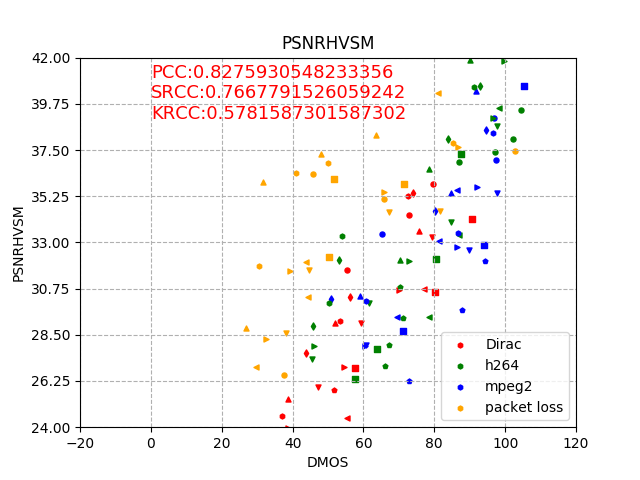 PSNRHVSM
PCC:0.8275930548233356
SRCC:0.7667791526059242
KRCC:0.5781587301587302
PSNRHVSM
42.00
39.75
37.50
35.25
33.00
30.75
28.50
26.25
24.00
Dirac
h264
mpeg2
packet loss
−20 0 20 40 60 80 100 120
DMOS